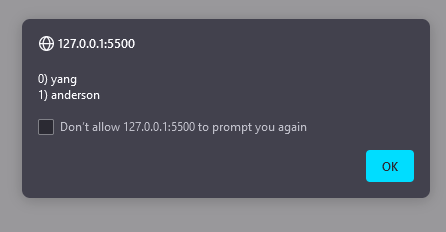 127.0.0.1:5500
0) yang
1) anderson
Don't allow 127.0.0.1:5500 to prompt you again
OK